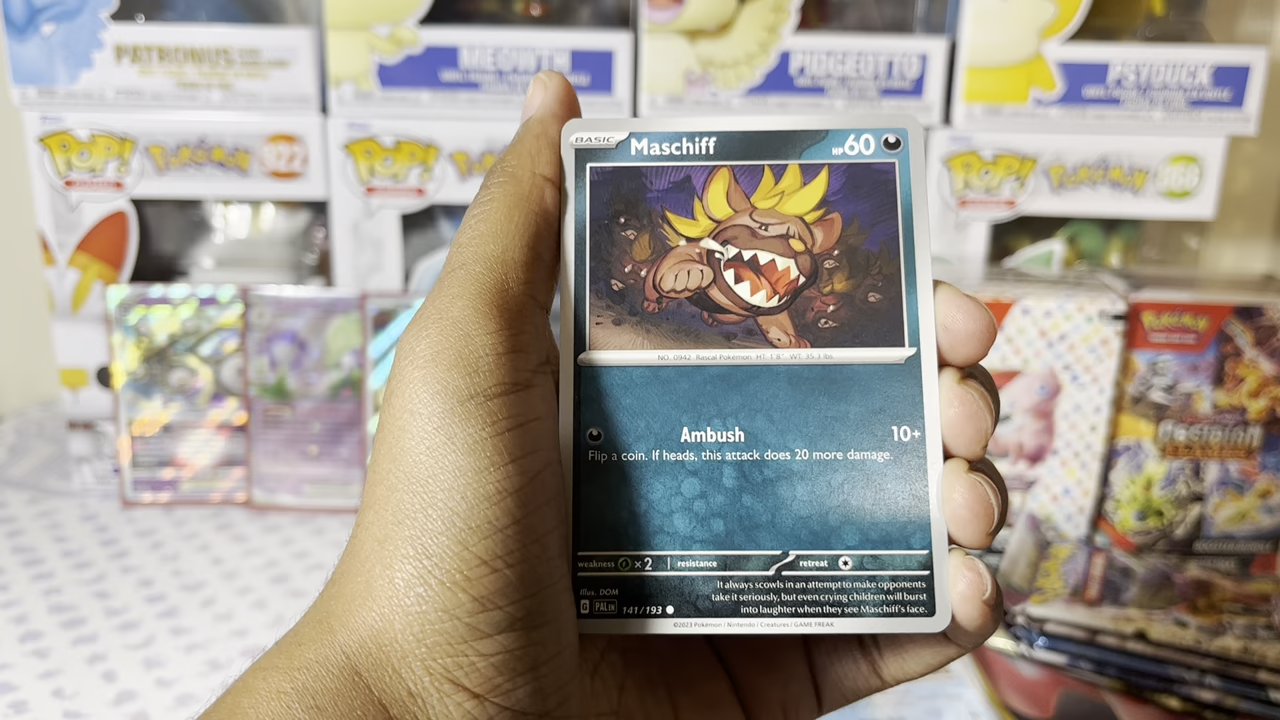 PATRONUS
MEOWTH
PIDGEOTTO
PSYDUCK
POP!
Pokémon
POP!
POP!
Pokémon
BASIC
Maschiff
HP 60
NO. 0942 Rascal Pokémon HT: 1'8" WT: 35.3 lbs.
Ambush 10+
Flip a coin. If heads, this attack does 20 more damage.
weakness ×2 resistance retreat
It always scowls in an attempt to make opponents
take it seriously, but even crying children will burst
into laughter when they see Maschiff's face.
Illus. DOM
G PAL EN 141/193
©2023 Pokémon / Nintendo / Creatures / GAME FREAK
Pokémon